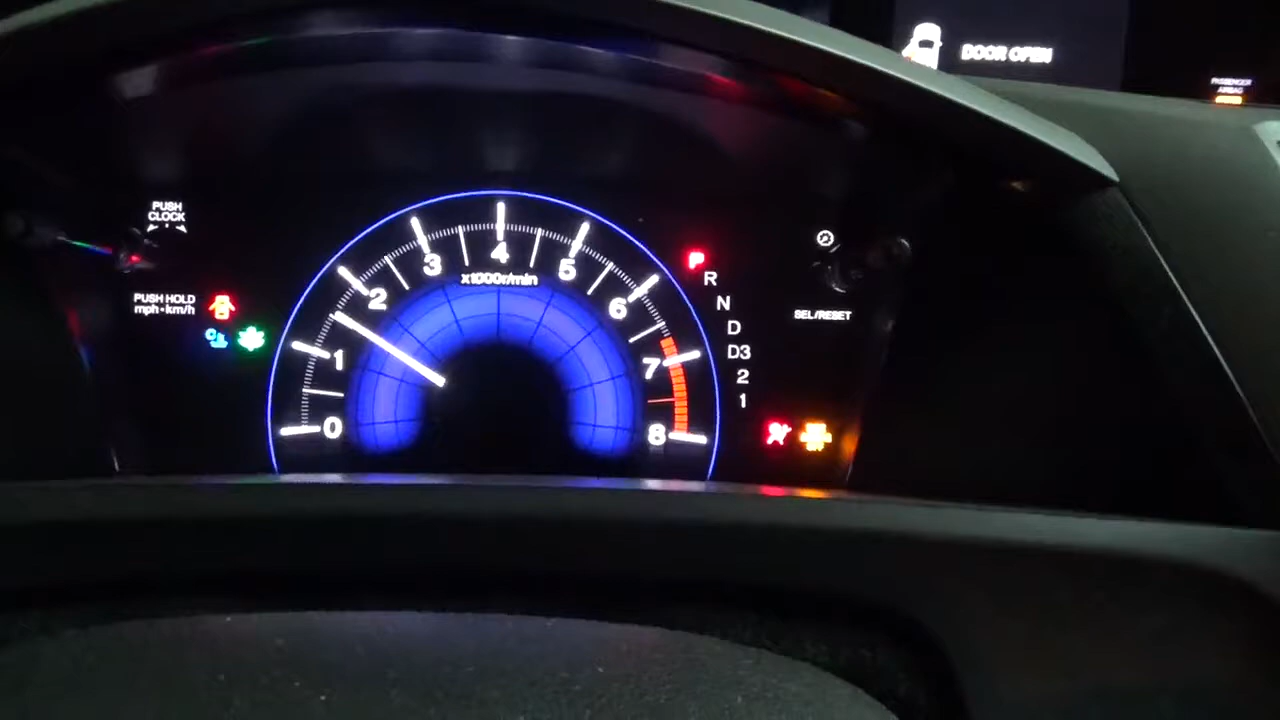 DOOR OPEN
PASSENGER
AIRBAG
PUSH
CLOCK
PUSH HOLD
mph•km/h
0
1
2
3
4
5
6
7
8
x1000r/min
P
R
N
D
D3
2
1
SEL/RESET